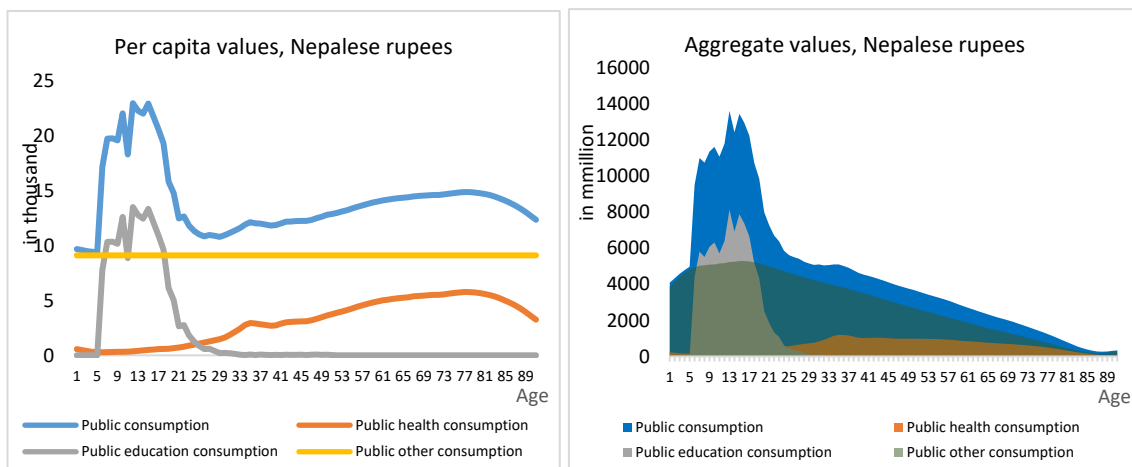 Per capita values, Nepalese rupees
25
20
15
10
5
0
in thousand
1 5 9 13 17 21 25 29 33 37 41 45 49 53 57 61 65 69 73 77 81 85 89
Age
Public consumption
Public health consumption
Public education consumption
Public other consumption
Aggregate values, Nepalese rupees
16000
14000
12000
10000
8000
6000
4000
2000
0
in mmillion
1 5 9 13 17 21 25 29 33 37 41 45 49 53 57 61 65 69 73 77 81 85 89
Age
Public consumption
Public health consumption
Public education consumption
Public other consumption